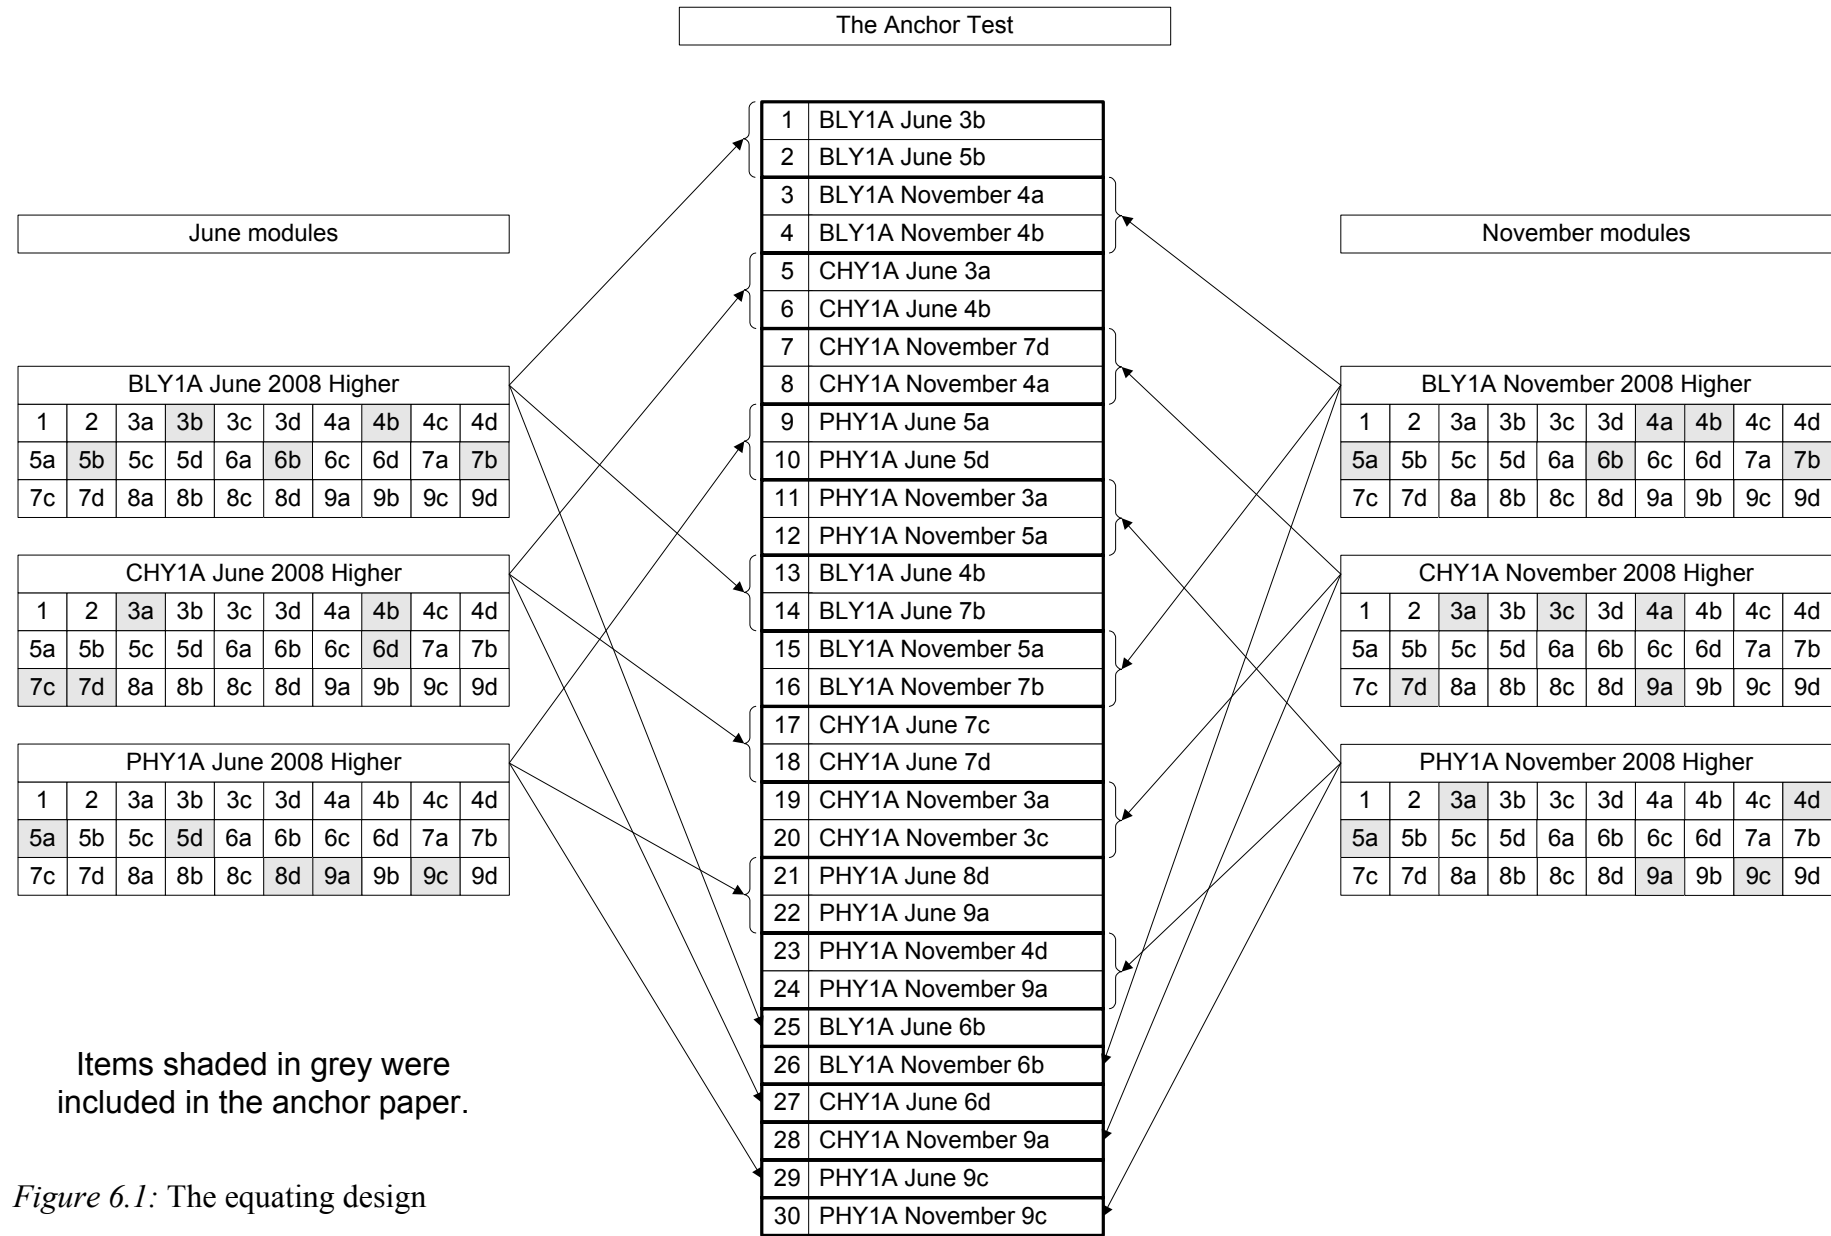 The Anchor Test
1 BLY1A June 3b
2 BLY1A June 5b
3 BLY1A November 4a
4 BLY1A November 4b
5 CHY1A June 3a
6 CHY1A June 4b
7 CHY1A November 7d
8 CHY1A November 4a
9 PHY1A June 5a
10 PHY1A June 5d
11 PHY1A November 3a
12 PHY1A November 5a
13 BLY1A June 4b
14 BLY1A June 7b
15 BLY1A November 5a
16 BLY1A November 7b
17 CHY1A June 7c
18 CHY1A June 7d
19 CHY1A November 3a
20 CHY1A November 3c
21 PHY1A June 8d
22 PHY1A June 9a
23 PHY1A November 4d
24 PHY1A November 9a
25 BLY1A June 6b
26 BLY1A November 6b
27 CHY1A June 6d
28 CHY1A November 9a
29 PHY1A June 9c
30 PHY1A November 9c
June modules
BLY1A June 2008 Higher
1 2 3a 3b 3c 3d 4a 4b 4c 4d
5a 5b 5c 5d 6a 6b 6c 6d 7a 7b
7c 7d 8a 8b 8c 8d 9a 9b 9c 9d
CHY1A June 2008 Higher
1 2 3a 3b 3c 3d 4a 4b 4c 4d
5a 5b 5c 5d 6a 6b 6c 6d 7a 7b
7c 7d 8a 8b 8c 8d 9a 9b 9c 9d
PHY1A June 2008 Higher
1 2 3a 3b 3c 3d 4a 4b 4c 4d
5a 5b 5c 5d 6a 6b 6c 6d 7a 7b
7c 7d 8a 8b 8c 8d 9a 9b 9c 9d
November modules
BLY1A November 2008 Higher
1 2 3a 3b 3c 3d 4a 4b 4c 4d
5a 5b 5c 5d 6a 6b 6c 6d 7a 7b
7c 7d 8a 8b 8c 8d 9a 9b 9c 9d
CHY1A November 2008 Higher
1 2 3a 3b 3c 3d 4a 4b 4c 4d
5a 5b 5c 5d 6a 6b 6c 6d 7a 7b
7c 7d 8a 8b 8c 8d 9a 9b 9c 9d
PHY1A November 2008 Higher
1 2 3a 3b 3c 3d 4a 4b 4c 4d
5a 5b 5c 5d 6a 6b 6c 6d 7a 7b
7c 7d 8a 8b 8c 8d 9a 9b 9c 9d
Items shaded in grey were
included in the anchor paper.
Figure 6.1: The equating design